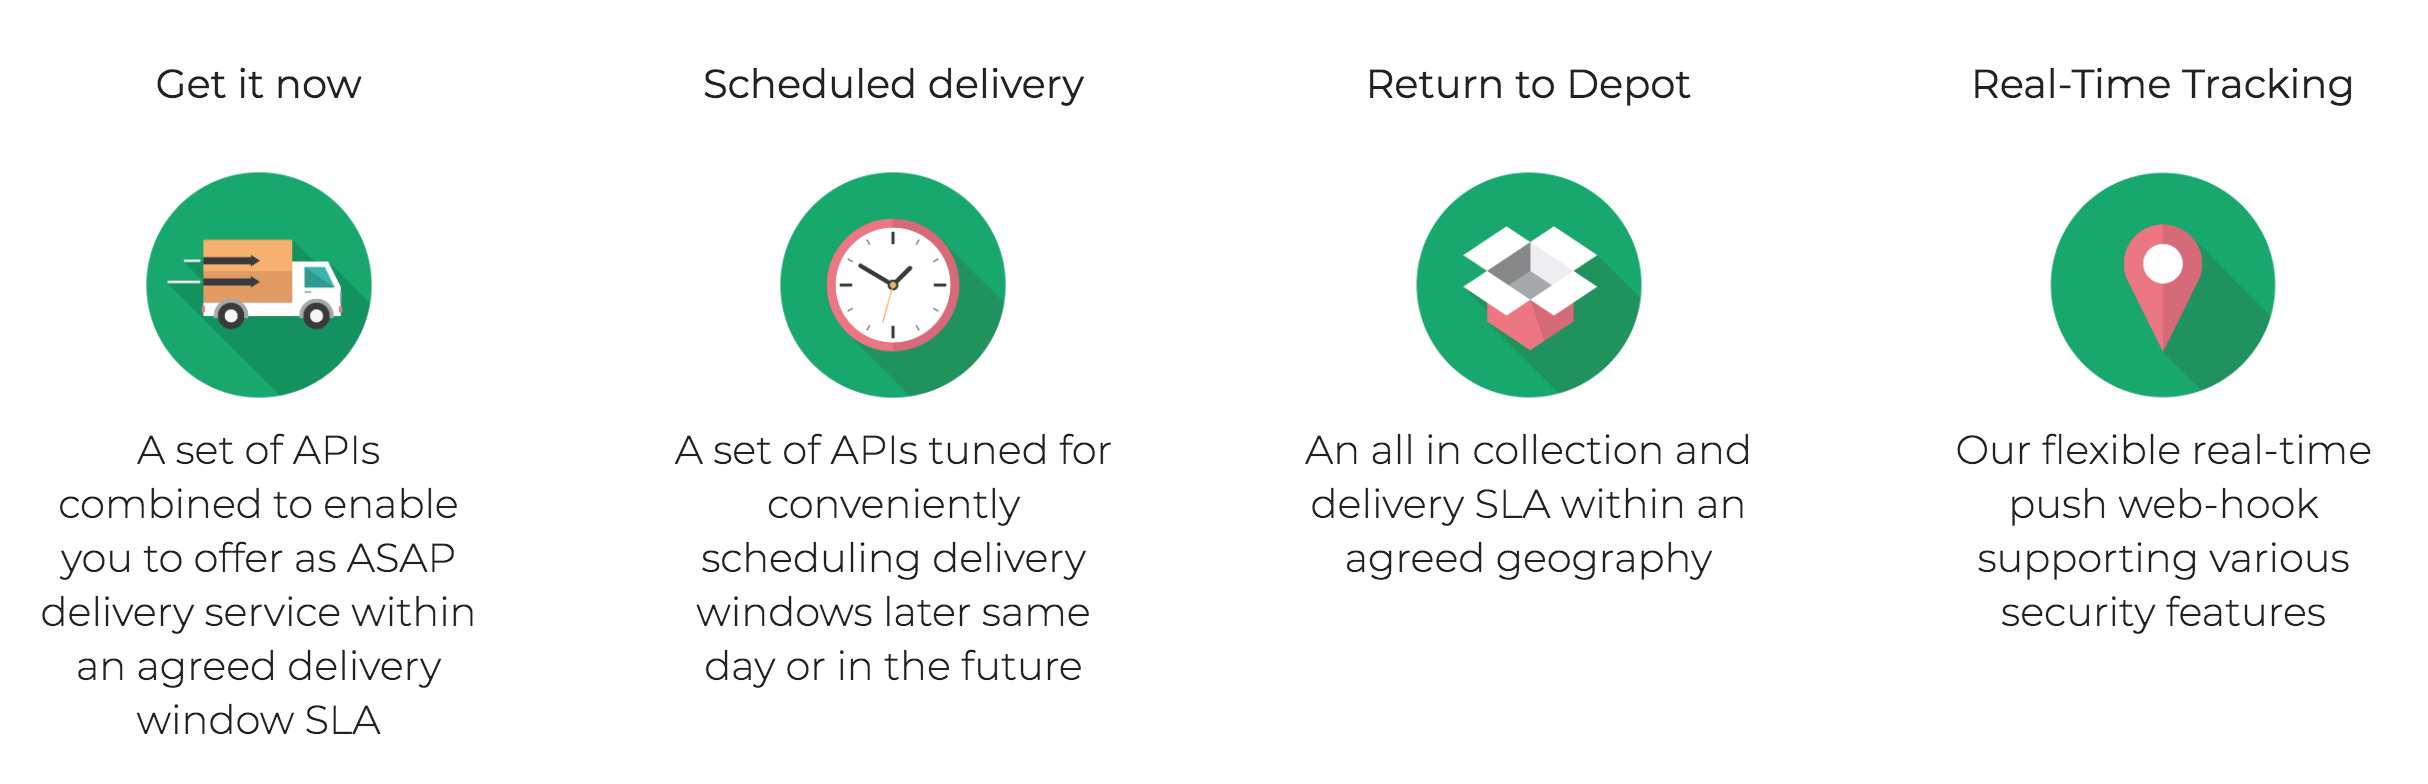 Get it now
A set of APIs
combined to enable
you to offer as ASAP
delivery service within
an agreed delivery
window SLA
Scheduled delivery
A set of APIs tuned for
conveniently
scheduling delivery
windows later same
day or in the future
Return to Depot
An all in collection and
delivery SLA within an
agreed geography
Real-Time Tracking
Our flexible real-time
push web-hook
supporting various
security features